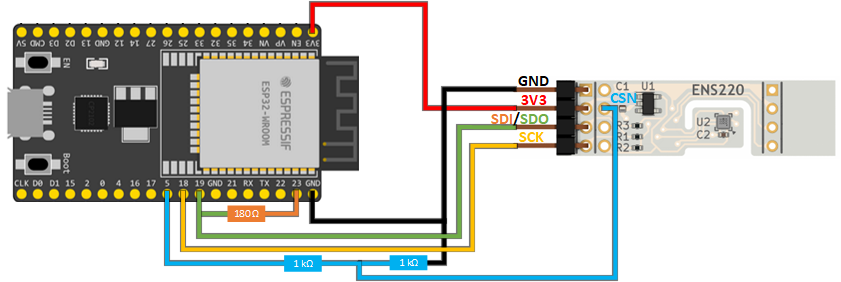 5V CMD D3 D2 13 GND 12 14 27 26 25 33 32 35 34 VN VP EN 3V3
EN
ESPRESSIF
ESP32-WROOM
Boot
CLK D0 D1 15 2 0 4 16 17 5 18 19 GND 21 RX TX 22 23 GND
180Ω
1 kΩ
1 kΩ
GND
3V3
SDI/SDO
SCK
C1
U1
CSN
ENS220
R3
R1
R2
U2
C2